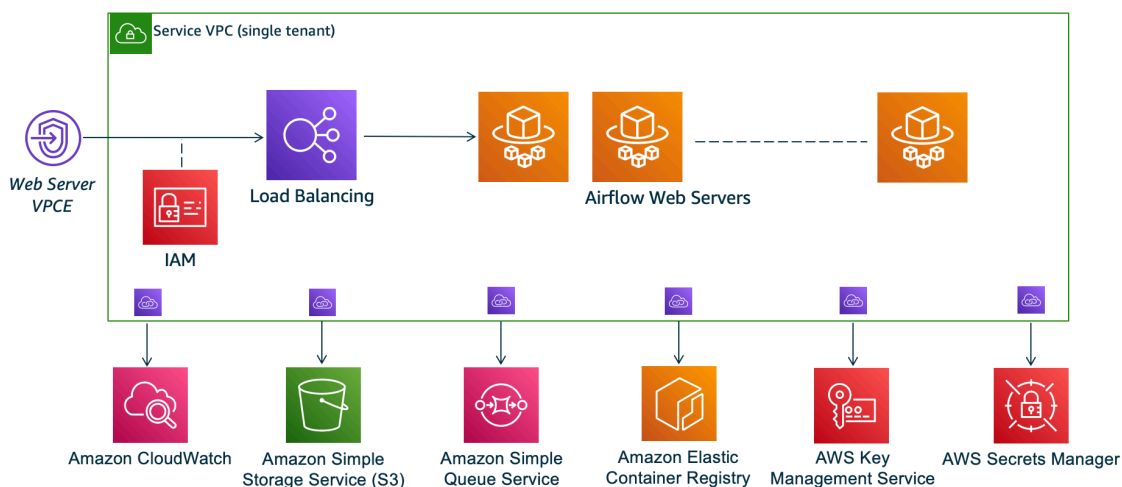 Service VPC (single tenant)
Web Server
VPCE
Load Balancing
Airflow Web Servers
IAM
Amazon CloudWatch
Amazon Simple
Storage Service (S3)
Amazon Simple
Queue Service
Amazon Elastic
Container Registry
AWS Key
Management Service
AWS Secrets Manager